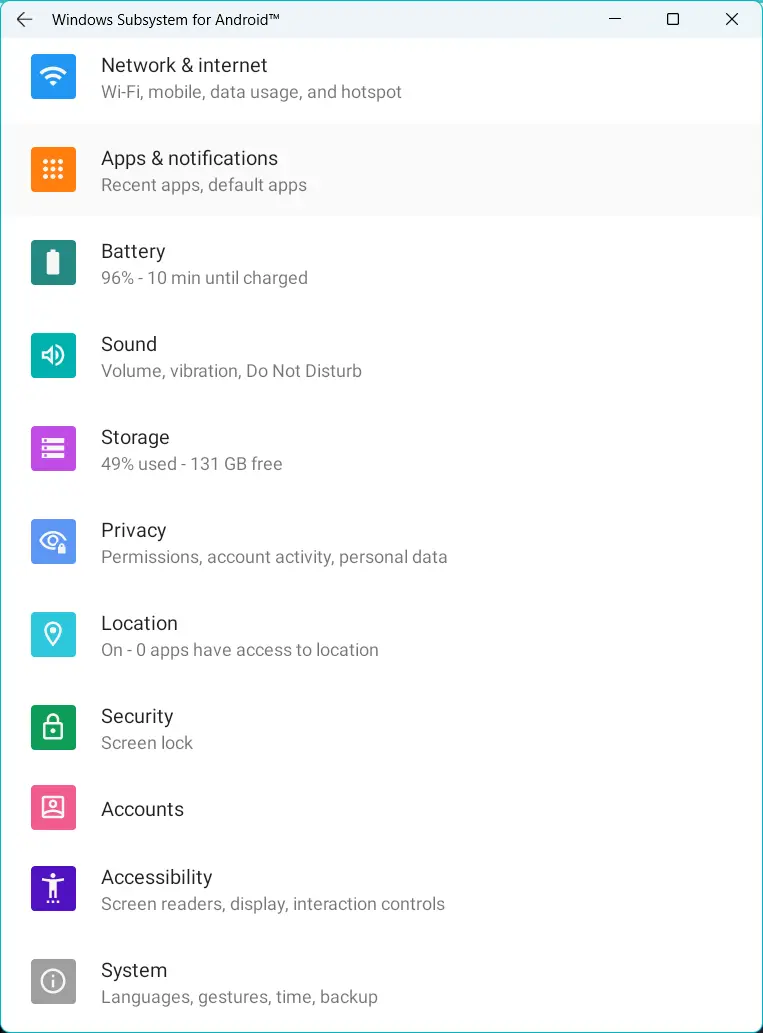 Windows Subsystem for Android™
Network & internet
Wi-Fi, mobile, data usage, and hotspot
Apps & notifications
Recent apps, default apps
Battery
96% - 10 min until charged
Sound
Volume, vibration, Do Not Disturb
Storage
49% used - 131 GB free
Privacy
Permissions, account activity, personal data
Location
On - 0 apps have access to location
Security
Screen lock
Accounts
Accessibility
Screen readers, display, interaction controls
System
Languages, gestures, time, backup